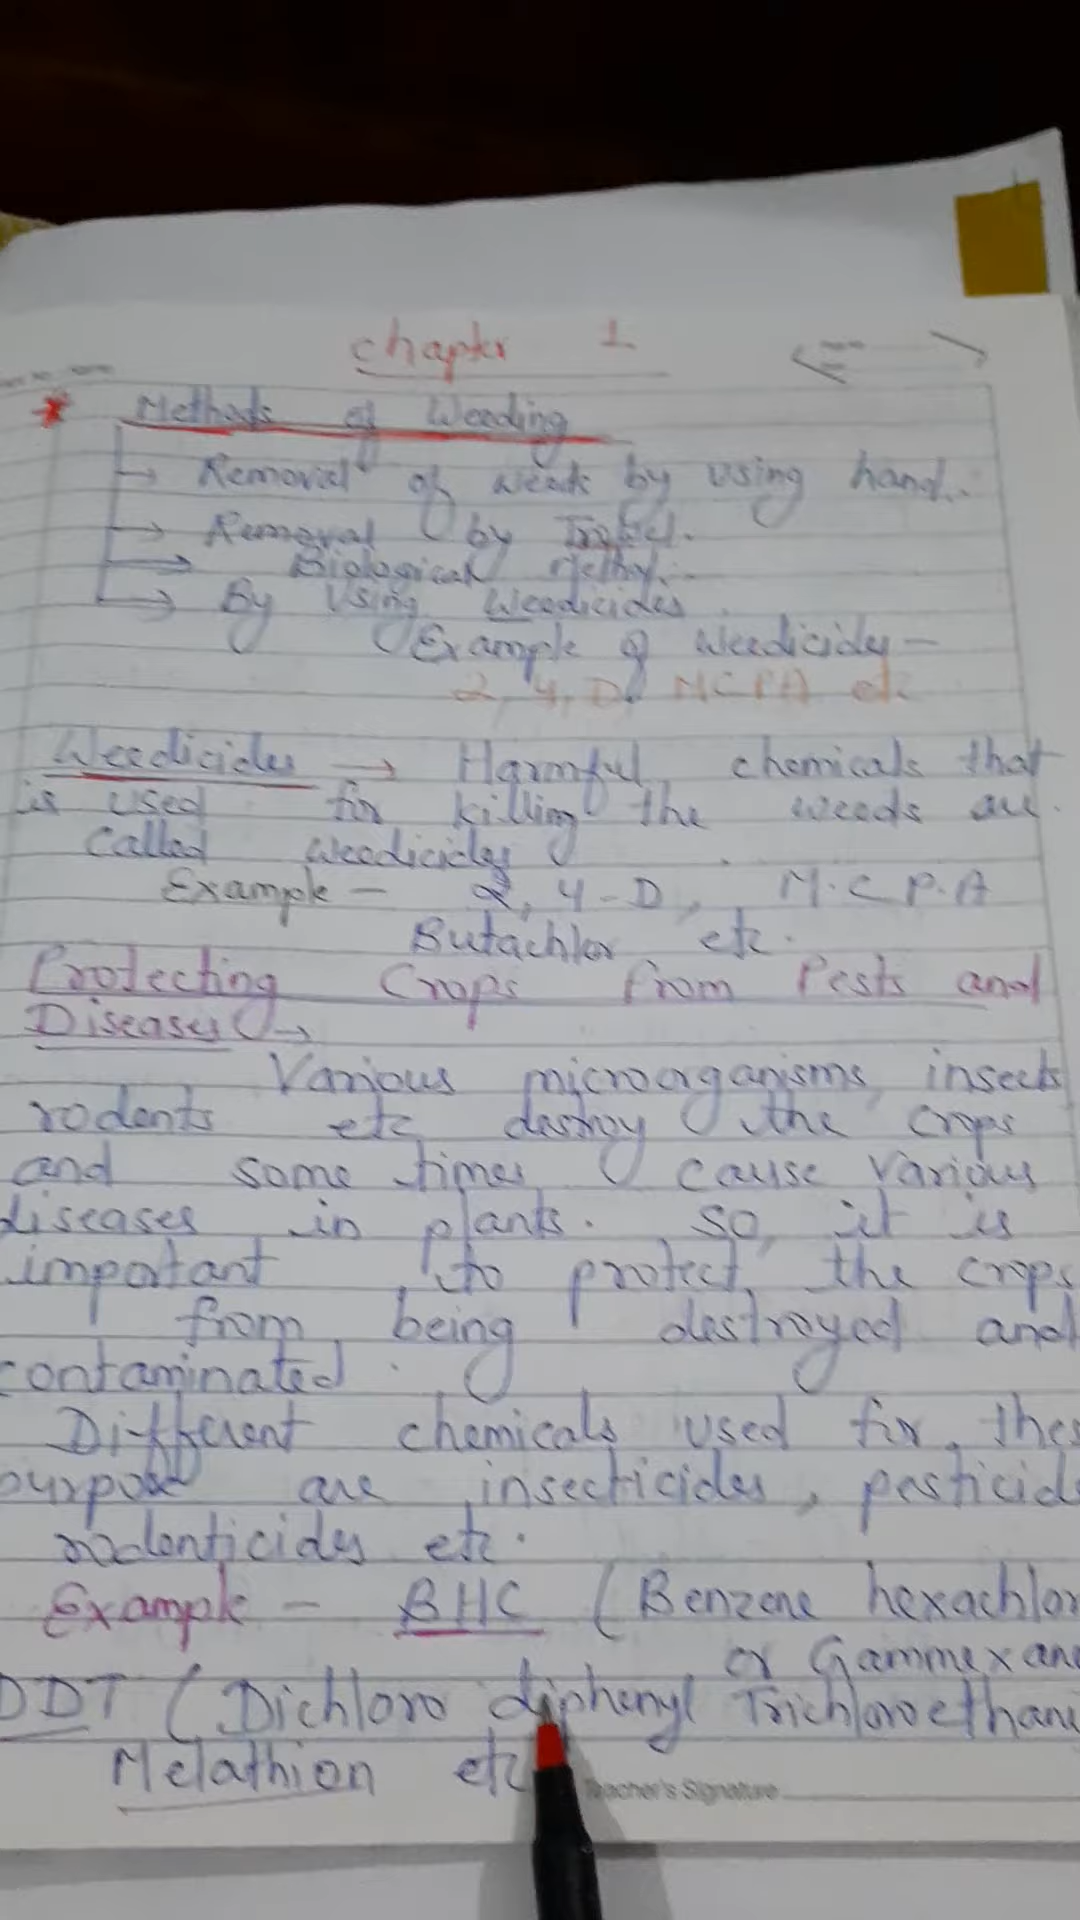 Chapter 1
* Methods of Weeding
→ Removal of weeds by using hand..
→ Removal by
→ Biological Method.
→ By Using Weedicides
Example of Weedicides –
2, 4, D, MCPA etc
Weedicides → Harmful chemicals that
is used for killing the weeds are
called weedicides
Example – 2, 4-D, M.C.P.A
Butachlor etc.
Protecting Crops from Pests and
Diseases →
Various microorganisms, insects
rodents etc destroy the crops
and some times cause various
diseases in plants. so, it is
important to protect the crops
from being destroyed and
contaminated.
Different chemicals used for thes
purpose are insecticides, pesticid
rodenticides etc.
Example – BHC (Benzene hexachlor
or Gammexane
DDT (Dichloro diphenyl Trichloroethane
Melathion etc
Teacher's Signature